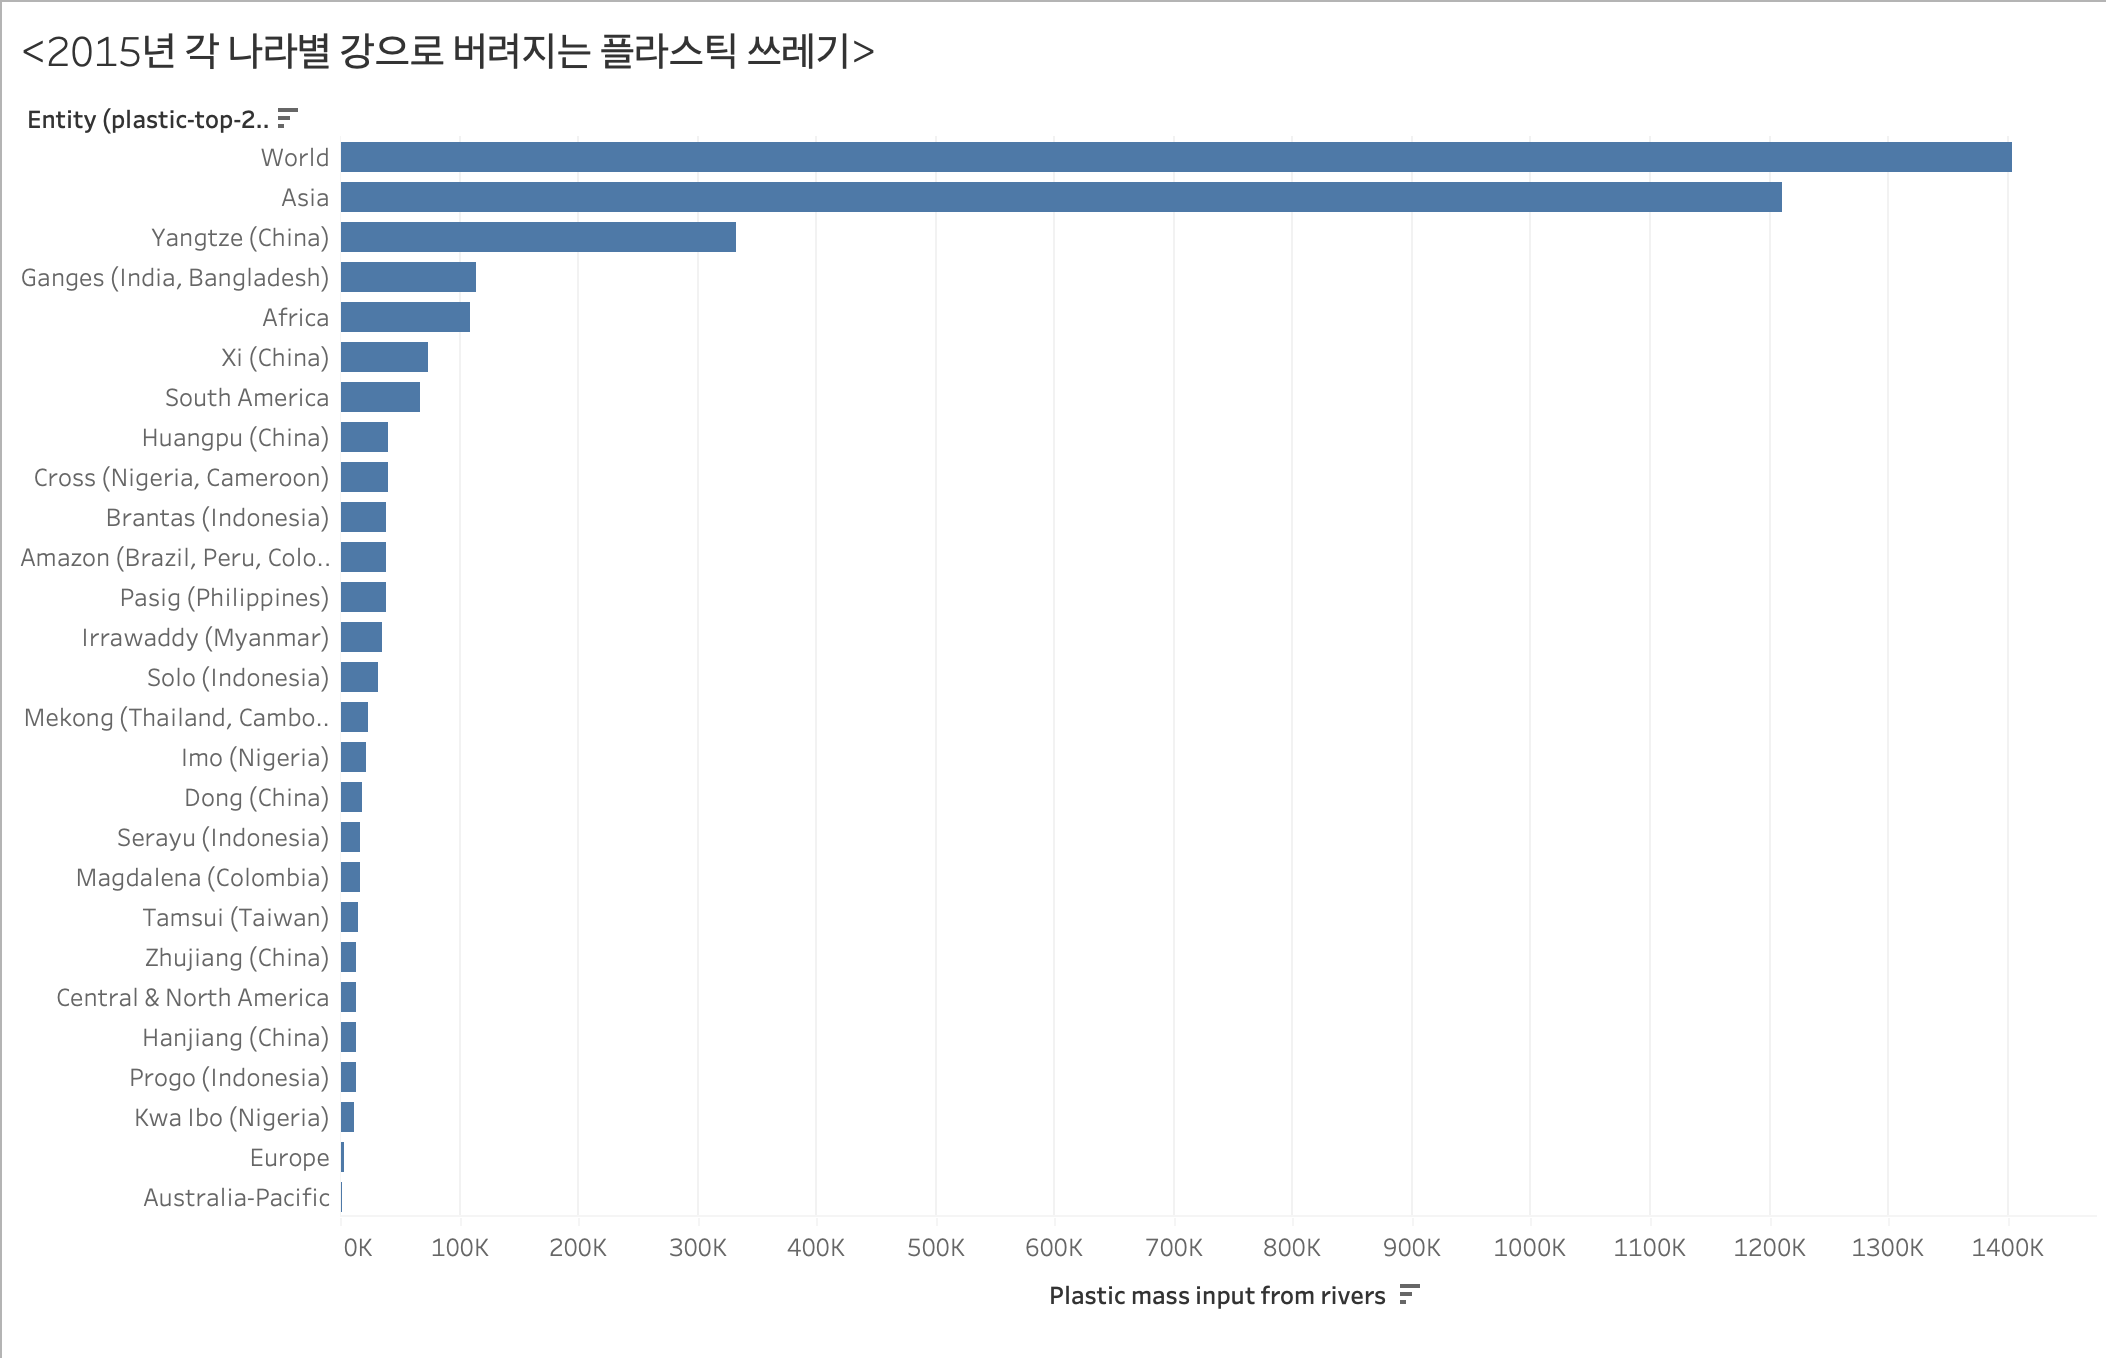 <2015년 각 나라별 강으로 버려지는 플라스틱 쓰레기>
Entity (plastic-top-2..
World
Asia
Yangtze (China)
Ganges (India, Bangladesh)
Africa
Xi (China)
South America
Huangpu (China)
Cross (Nigeria, Cameroon)
Brantas (Indonesia)
Amazon (Brazil, Peru, Colo..
Pasig (Philippines)
Irrawaddy (Myanmar)
Solo (Indonesia)
Mekong (Thailand, Cambo..
Imo (Nigeria)
Dong (China)
Serayu (Indonesia)
Magdalena (Colombia)
Tamsui (Taiwan)
Zhujiang (China)
Central & North America
Hanjiang (China)
Progo (Indonesia)
Kwa Ibo (Nigeria)
Europe
Australia-Pacific
0K 100K 200K 300K 400K 500K 600K 700K 800K 900K 1000K 1100K 1200K 1300K 1400K
Plastic mass input from rivers